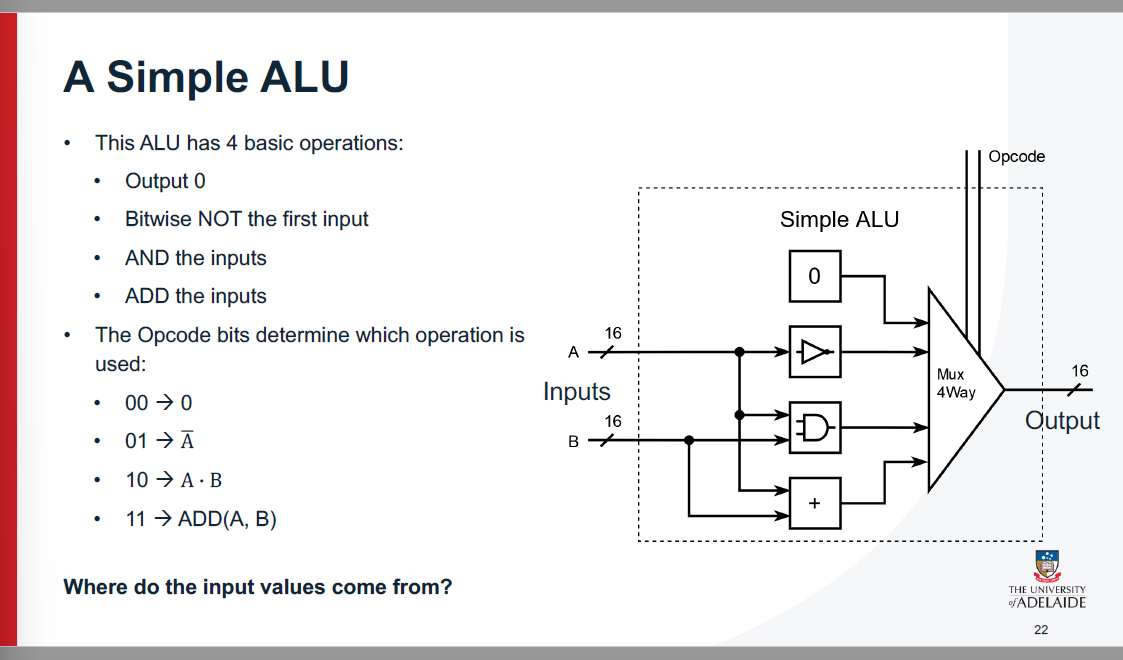 A Simple ALU
• This ALU has 4 basic operations:
• Output 0
• Bitwise NOT the first input
• AND the inputs
• ADD the inputs
• The Opcode bits determine which operation is
used:
• 00 → 0
• 01 → A̅
• 10 → A · B
• 11 → ADD(A, B)
Where do the input values come from?
Opcode
Simple ALU
0
16
A
Inputs
16
B
+
Mux
4Way
16
Output
THE UNIVERSITY
of ADELAIDE
22